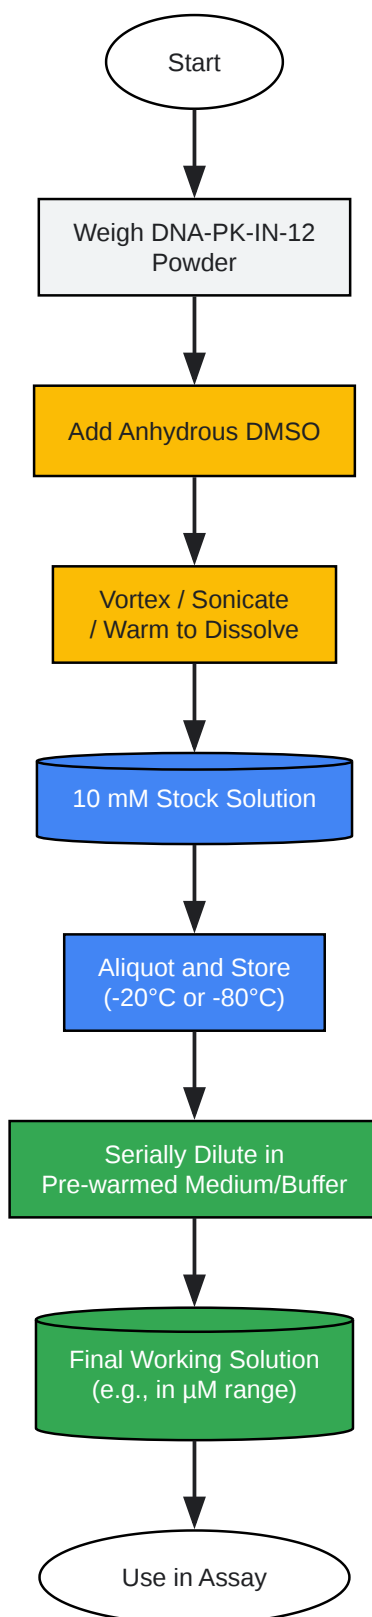 Start
Weigh DNA-PK-IN-12
Powder
Add Anhydrous DMSO
Vortex / Sonicate
/ Warm to Dissolve
10 mM Stock Solution
Aliquot and Store
(-20°C or -80°C)
Serially Dilute in
Pre-warmed Medium/Buffer
Final Working Solution
(e.g., in µM range)
Use in Assay